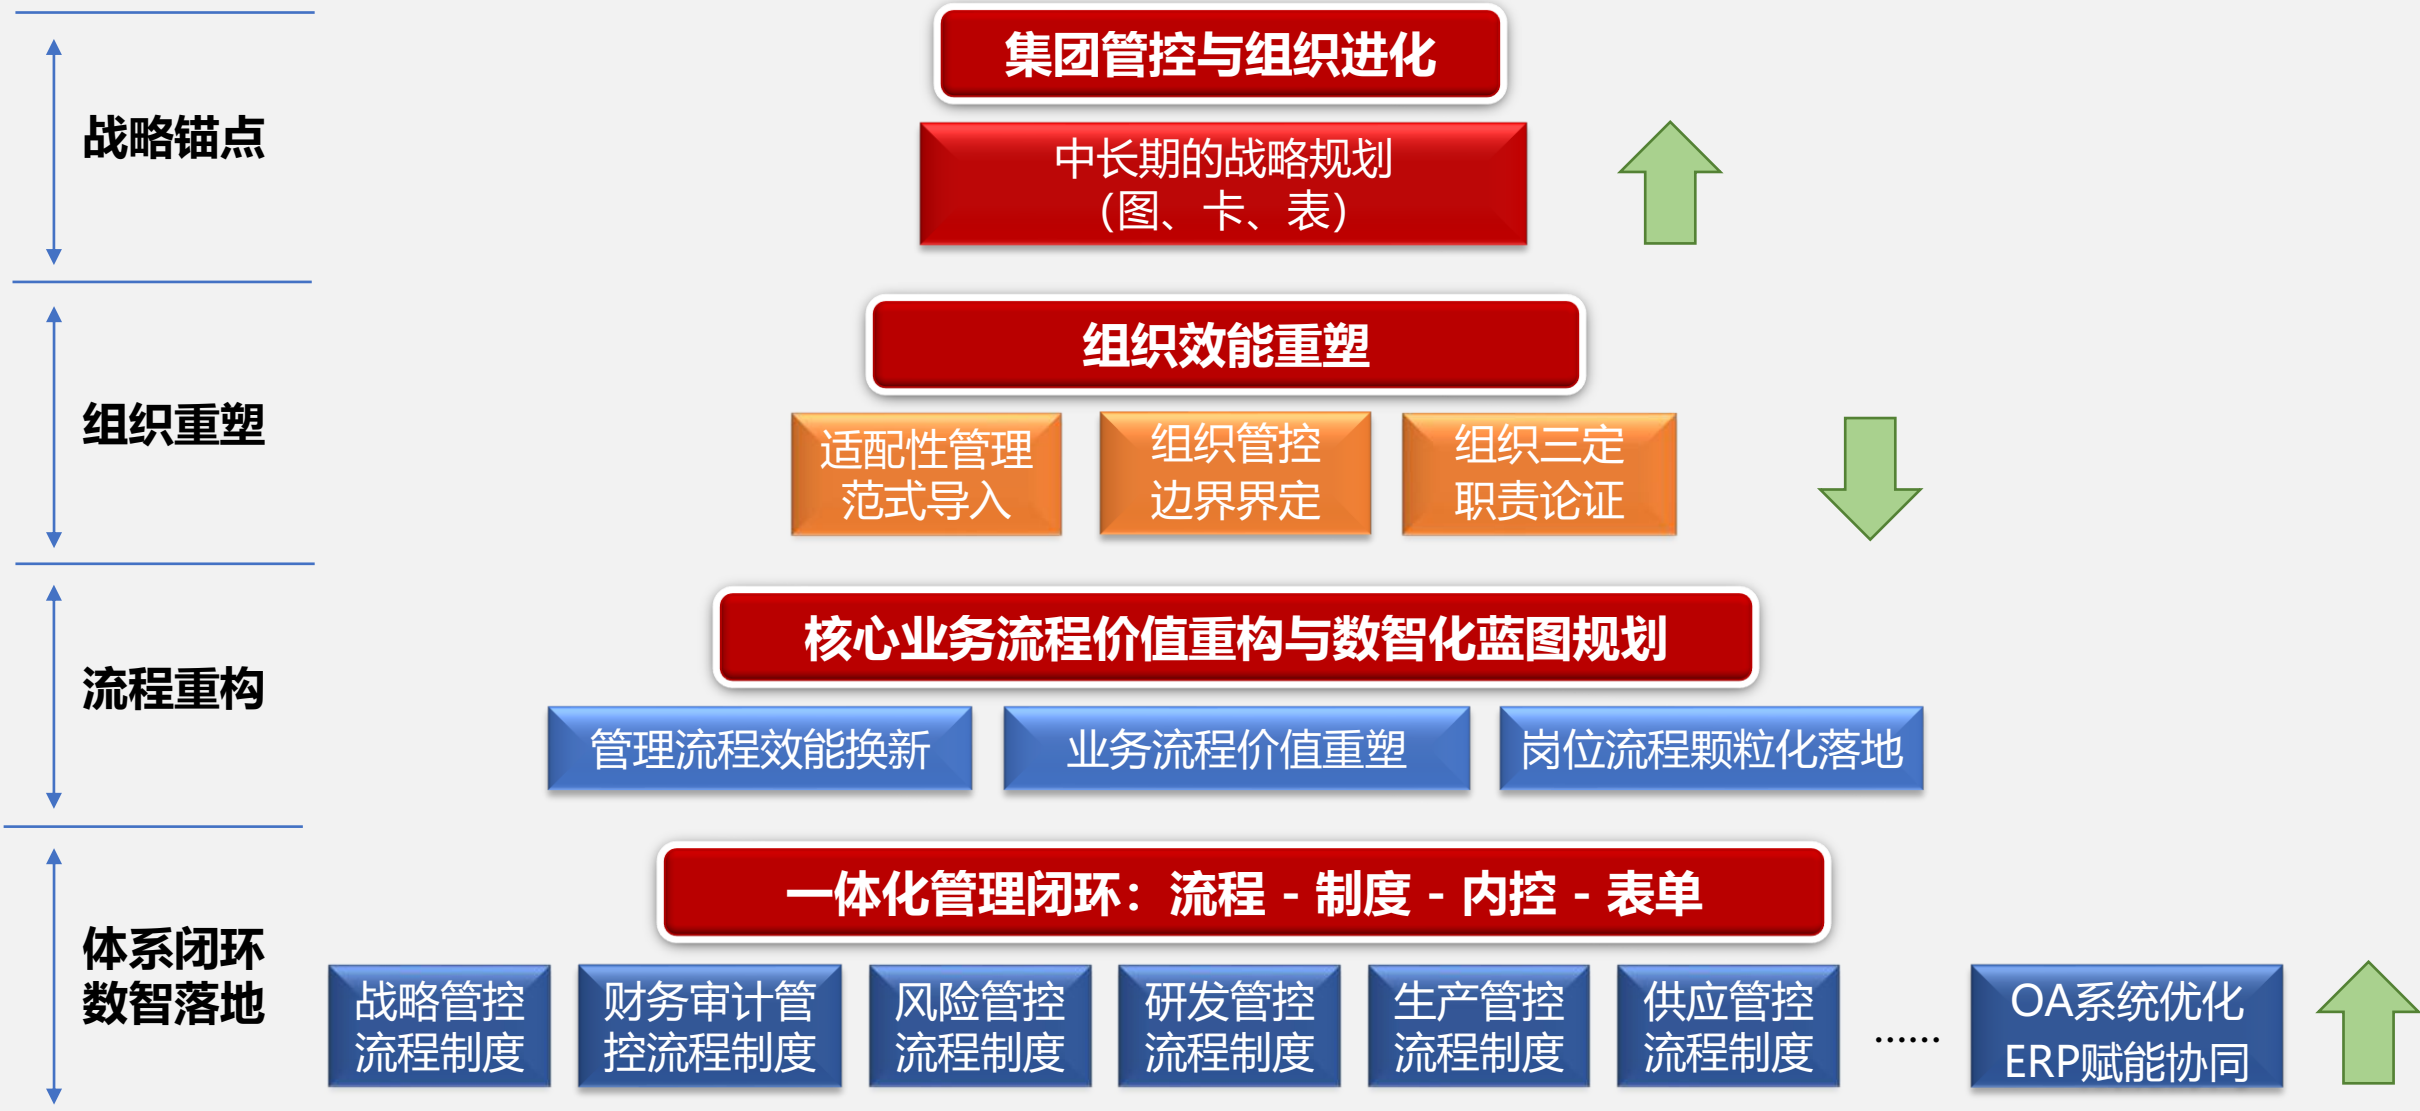 集团管控与组织进化
战略锚点
中长期的战略规划
（图、卡、表）
组织效能重塑
组织重塑
适配性管理
范式导入
组织管控
边界界定
组织三定
职责论证
核心业务流程价值重构与数智化蓝图规划
流程重构
管理流程效能换新
业务流程价值重塑
岗位流程颗粒化落地
一体化管理闭环：流程 - 制度 - 内控 - 表单
体系闭环
数智落地
战略管控
流程制度
财务审计管
控流程制度
风险管控
流程制度
研发管控
流程制度
生产管控
流程制度
供应管控
流程制度
……
OA系统优化
ERP赋能协同